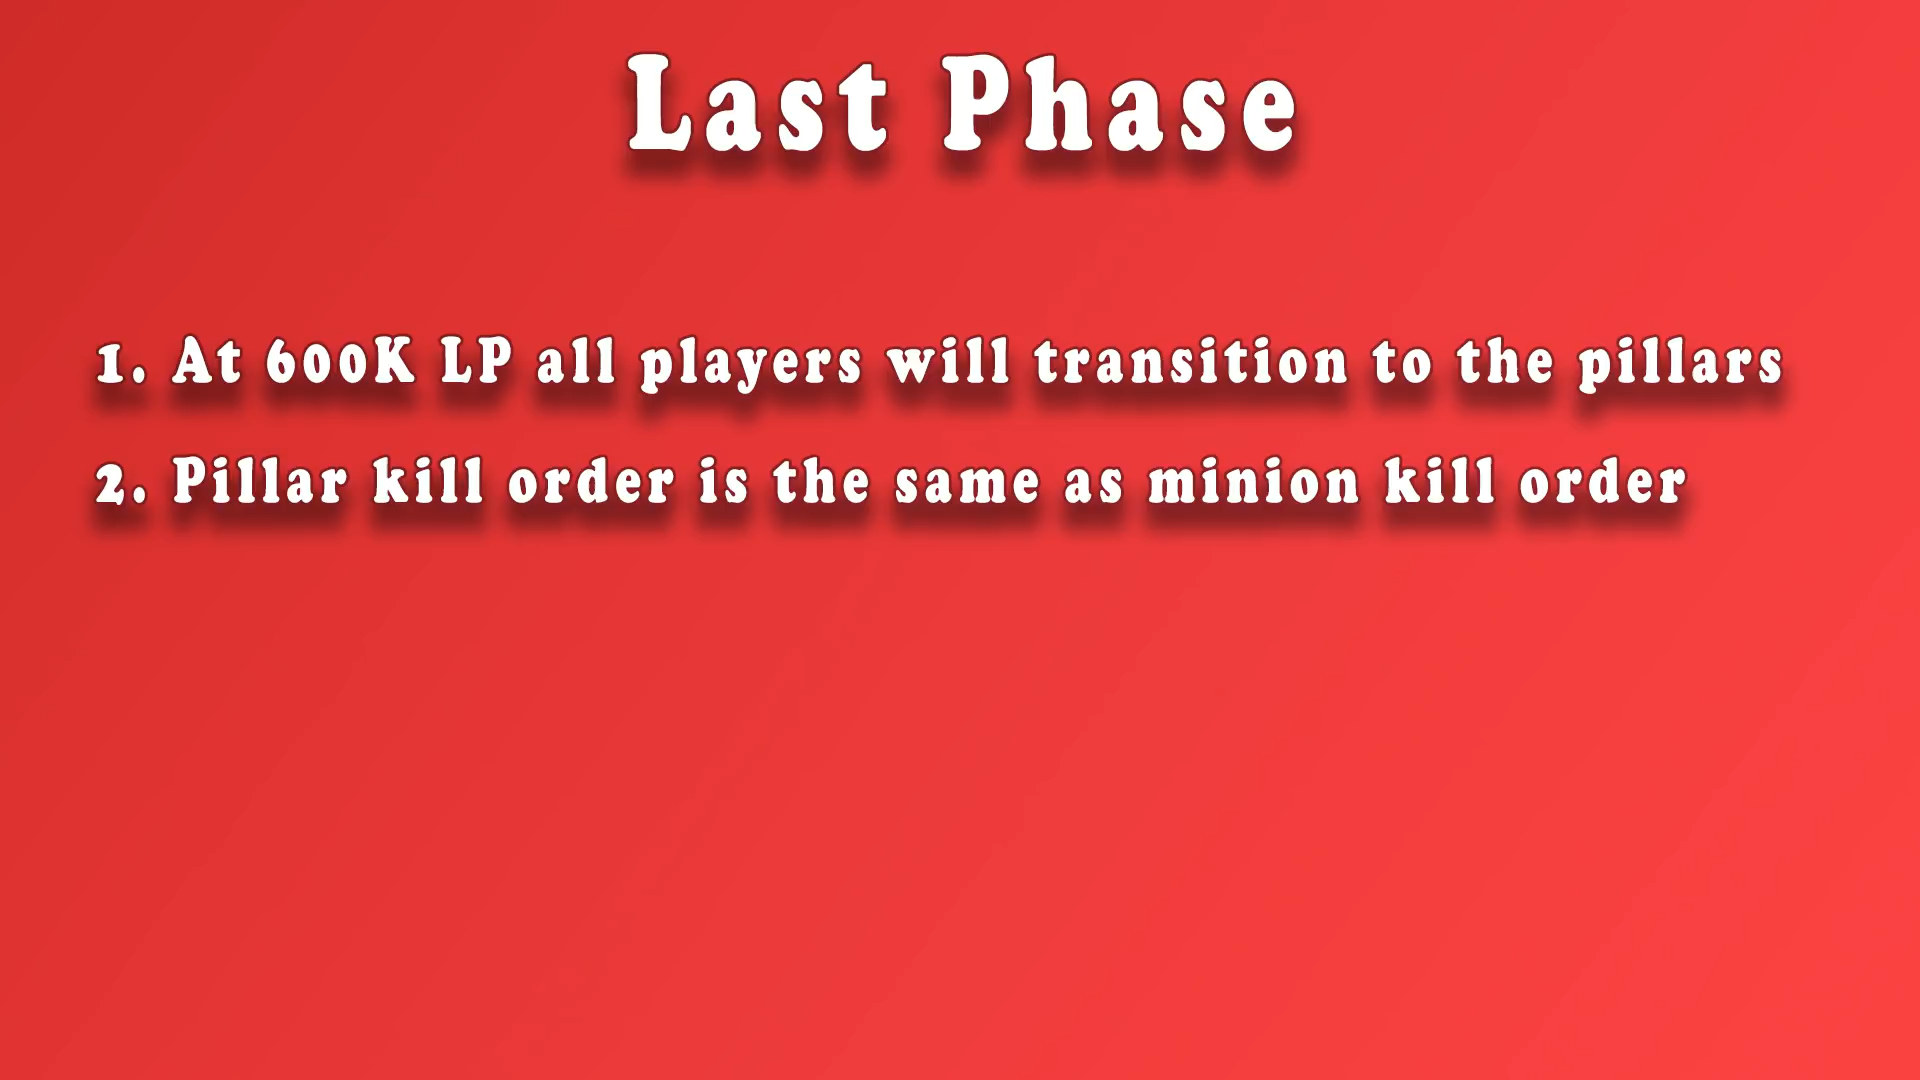 Last Phase
1. At 600K LP all players will transition to the pillars
2. Pillar kill order is the same as minion kill order